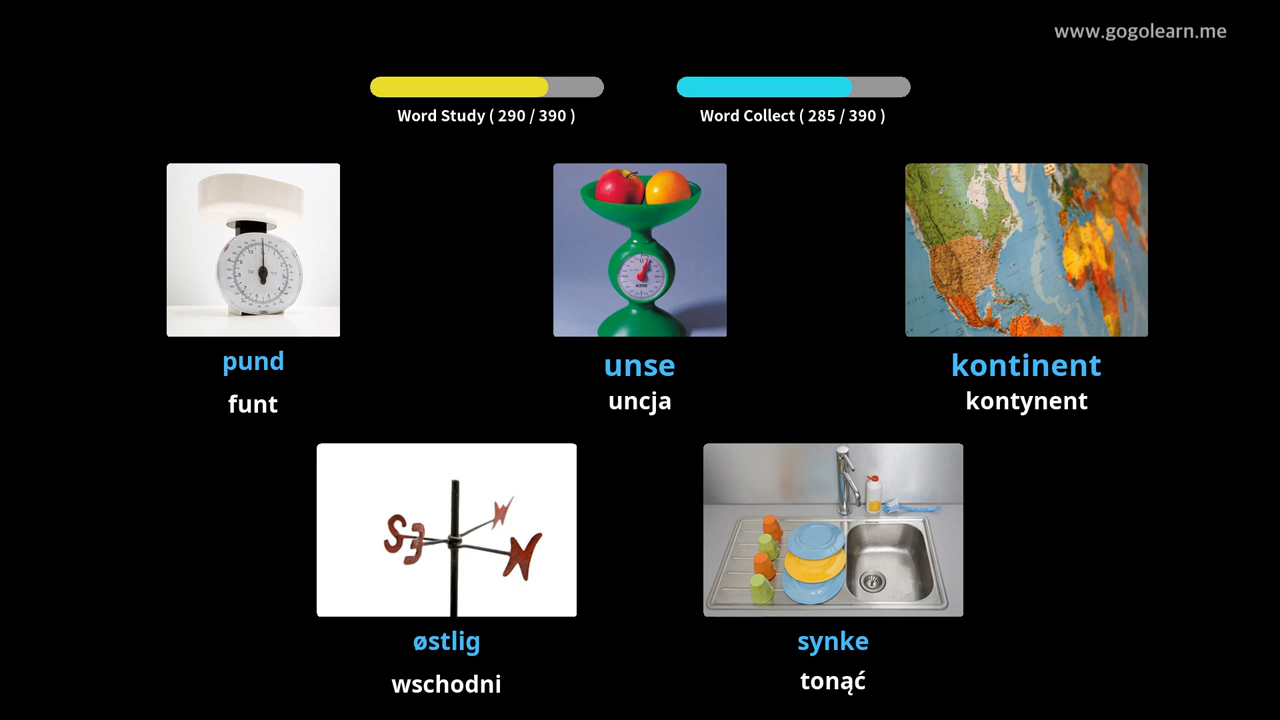 www.gogolearn.me
Word Study ( 290 / 390 )
Word Collect ( 285 / 390 )
pund
funt
unse
uncja
kontinent
kontynent
S
E
N
østlig
wschodni
synke
tonąć